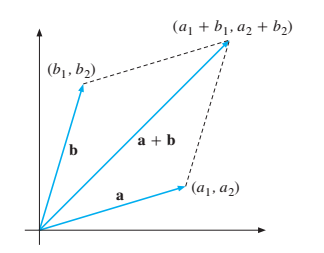 (a₁ + b₁, a₂ + b₂)
(b₁, b₂)
a + b
b
(a₁, a₂)
a